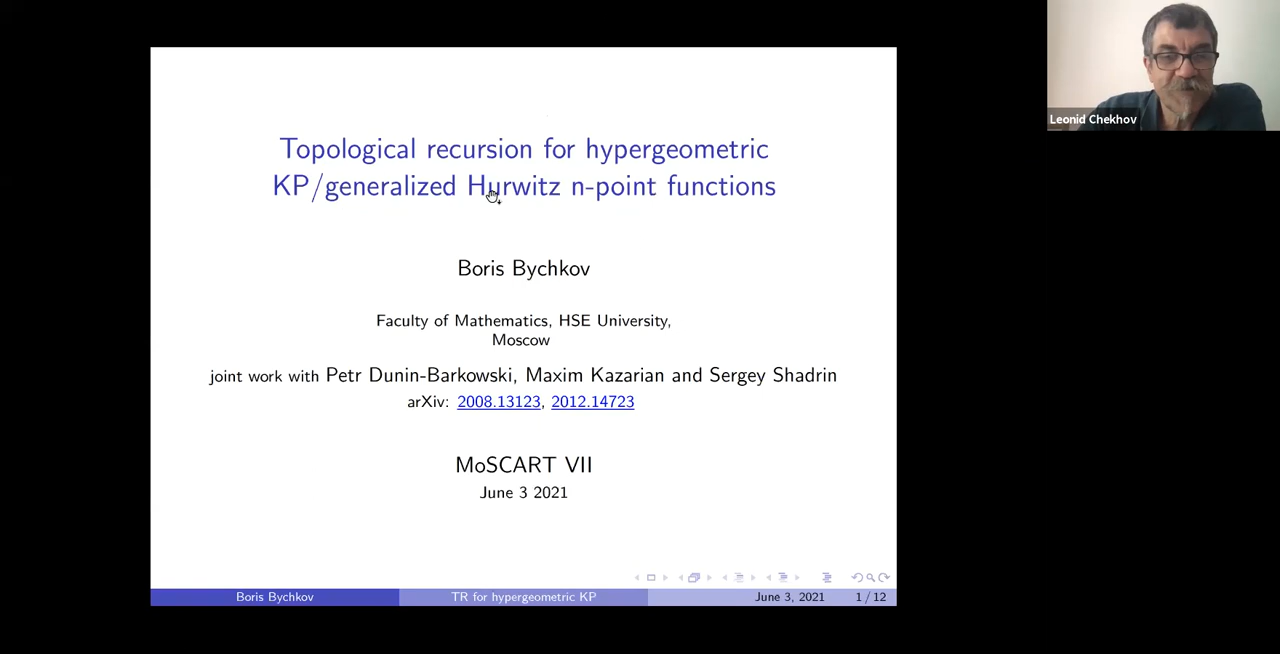 Topological recursion for hypergeometric
KP/generalized Hurwitz n-point functions
Boris Bychkov
Faculty of Mathematics, HSE University,
Moscow
joint work with Petr Dunin-Barkowski, Maxim Kazarian and Sergey Shadrin
arXiv: 2008.13123, 2012.14723
MoSCART VII
June 3 2021
Boris Bychkov TR for hypergeometric KP June 3, 2021 1 / 12
Leonid Chekhov